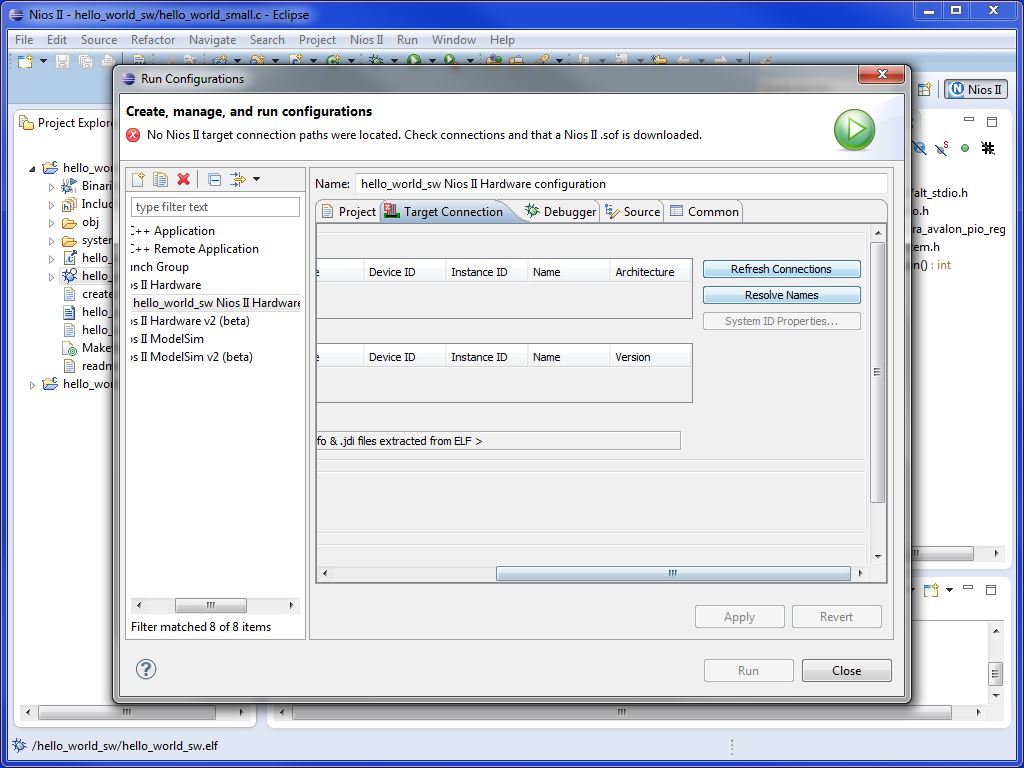 Nios II - hello_world_sw/hello_world_small.c - Eclipse
File Edit Source Refactor Navigate Search Project Nios II Run Window Help
Run Configurations
Nios II
Create, manage, and run configurations
No Nios II target connection paths were located. Check connections and that a Nios II .sof is downloaded.
Project Explor
hello_wor
Binari
Includ
obj
system
hello_
hello_
create
hello_
hello_
Make
readn
hello_wor
type filter text
C++ Application
C++ Remote Application
unch Group
os II Hardware
hello_world_sw Nios II Hardware
os II Hardware v2 (beta)
os II ModelSim
os II ModelSim v2 (beta)
Filter matched 8 of 8 items
Name: hello_world_sw Nios II Hardware configuration
Project Target Connection Debugger Source Common
e Device ID Instance ID Name Architecture
Refresh Connections
Resolve Names
System ID Properties...
e Device ID Instance ID Name Version
fo & .jdi files extracted from ELF >
Apply Revert
Run Close
alt_stdio.h
o.h
ra_avalon_pio_reg
tem.h
n() : int
/hello_world_sw/hello_world_sw.elf